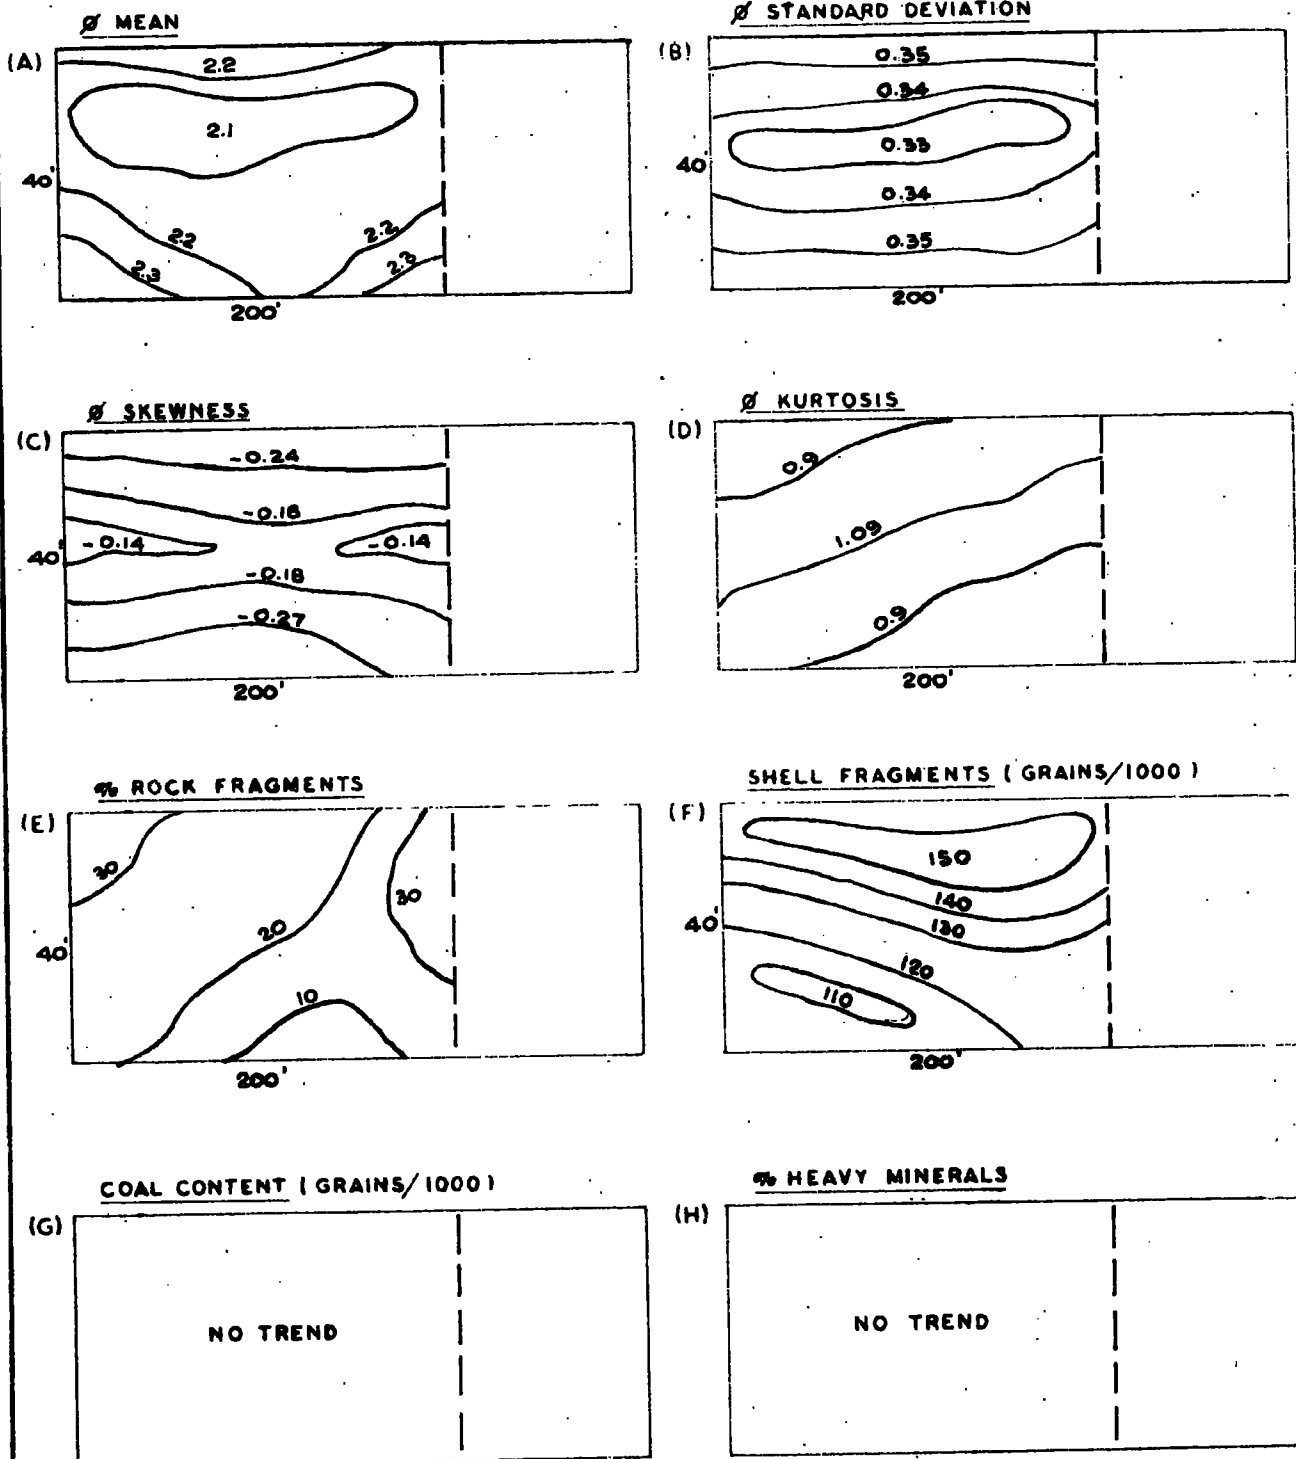 Ø MEAN
(A)
2.2
2.1
40'
2.2
2.2
2.3
2.3
200'
Ø STANDARD DEVIATION
(B)
0.35
0.34
0.33
40'
0.34
0.35
200'
Ø SKEWNESS
(C)
-0.24
-0.18
-0.14
-0.14
40'
-0.18
-0.27
200'
Ø KURTOSIS
(D)
0.9
1.09
0.9
200'
% ROCK FRAGMENTS
(E)
30
30
20
40'
10
200'
SHELL FRAGMENTS (GRAINS/1000)
(F)
150
140
40'
130
120
110
200'
COAL CONTENT (GRAINS/1000)
(G)
NO TREND
% HEAVY MINERALS
(H)
NO TREND